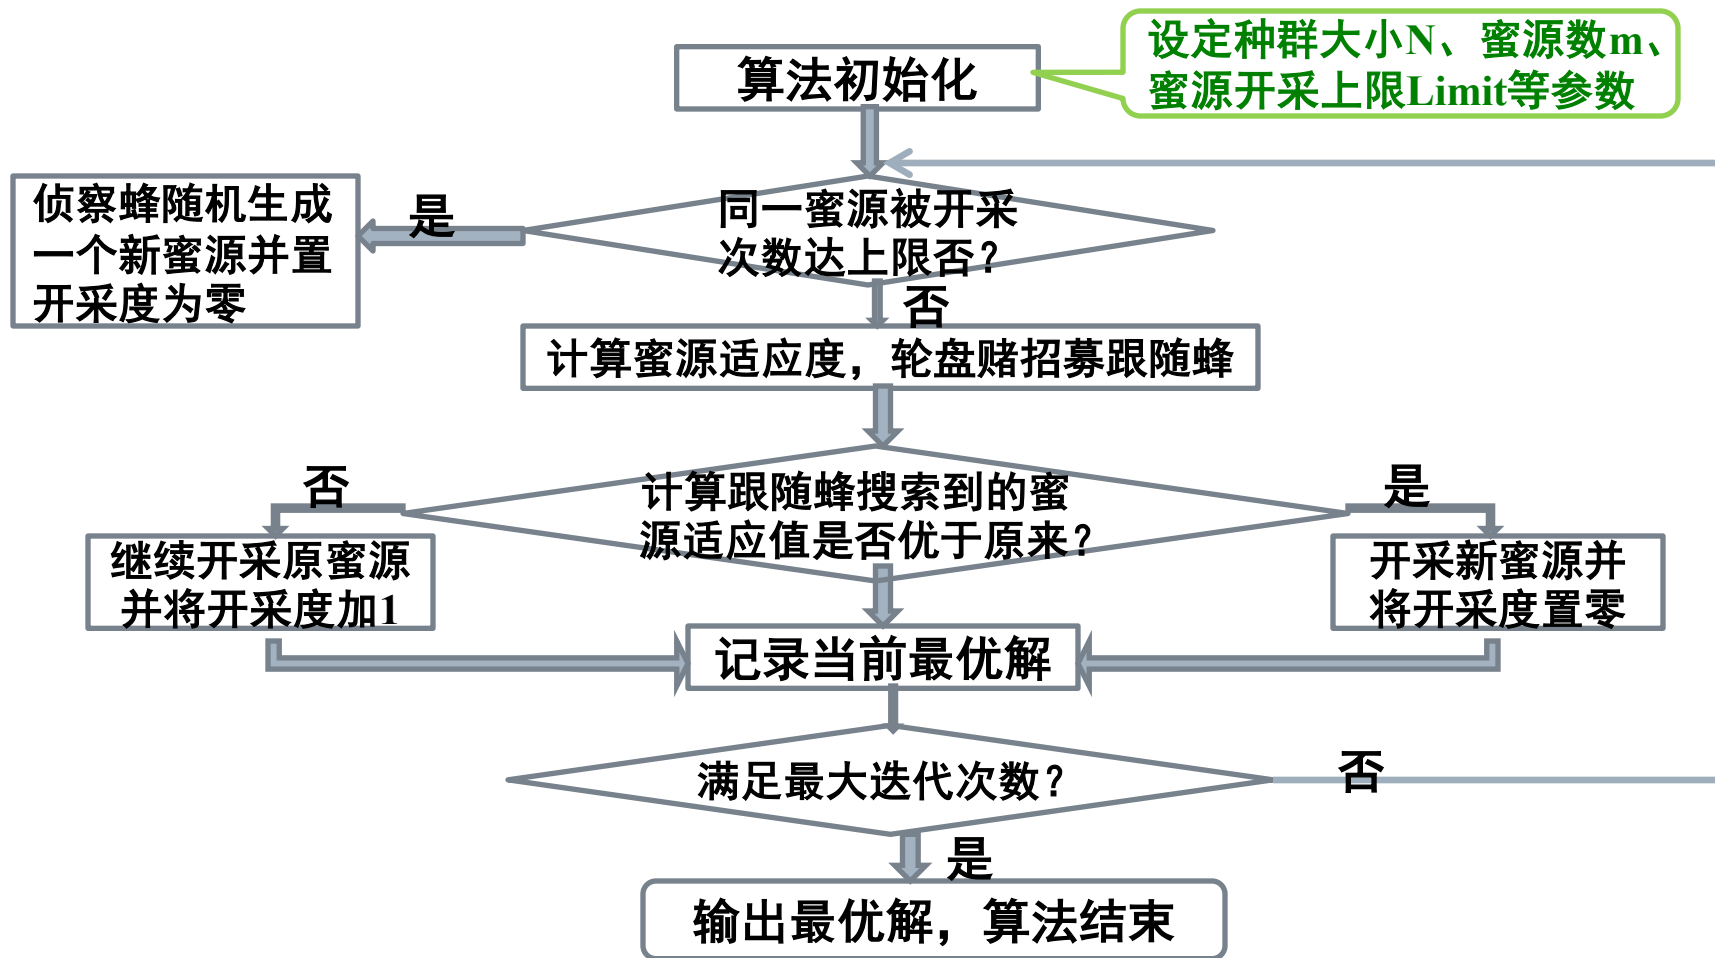 设定种群大小N、蜜源数m、
蜜源开采上限Limit等参数
算法初始化
同一蜜源被开采
次数达上限否？
是
侦察蜂随机生成
一个新蜜源并置
开采度为零
否
计算蜜源适应度，轮盘赌招募跟随蜂
计算跟随蜂搜索到的蜜
源适应值是否优于原来？
否
是
继续开采原蜜源
并将开采度加1
开采新蜜源并
将开采度置零
记录当前最优解
满足最大迭代次数？
否
是
输出最优解，算法结束